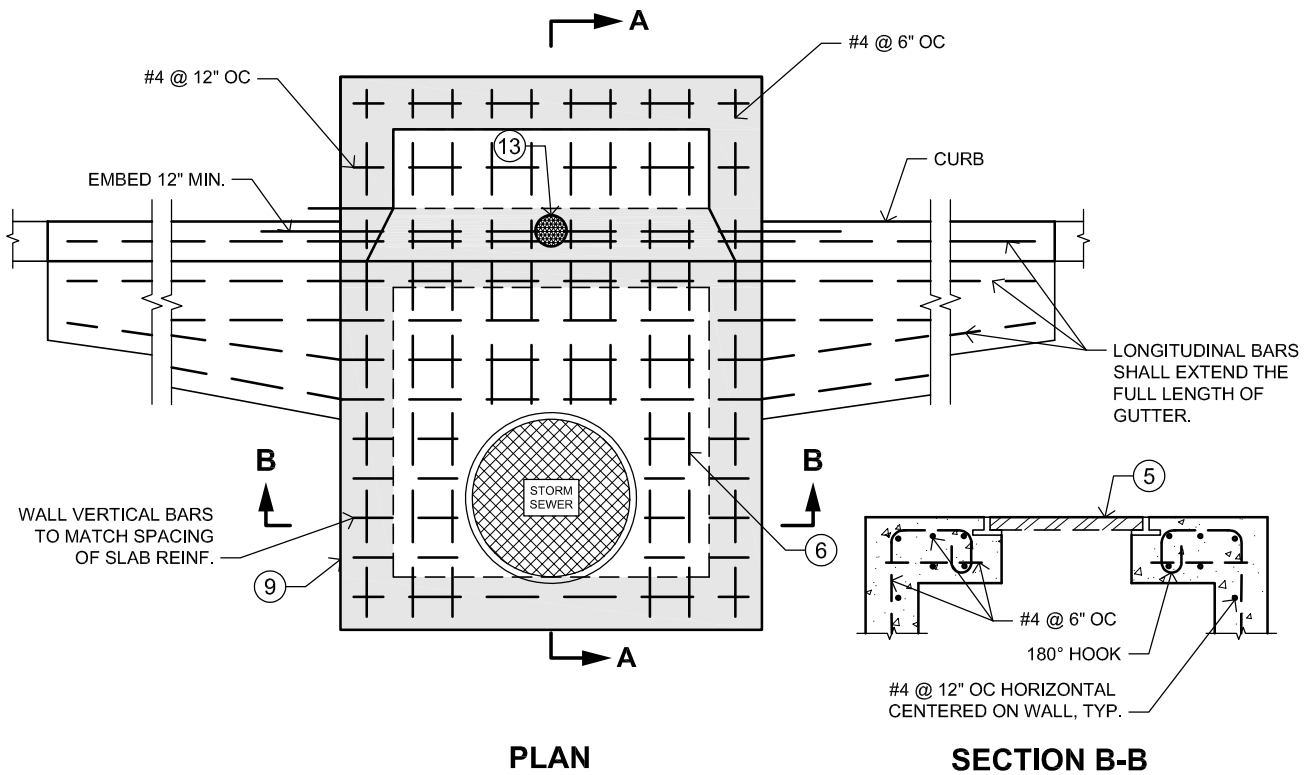 A
#4 @ 6" OC
#4 @ 12" OC
13
CURB
EMBED 12" MIN.
LONGITUDINAL BARS
SHALL EXTEND THE
FULL LENGTH OF
GUTTER.
B
B
STORM
SEWER
5
WALL VERTICAL BARS
TO MATCH SPACING
OF SLAB REINF.
6
9
#4 @ 6" OC
180° HOOK
A
#4 @ 12" OC HORIZONTAL
CENTERED ON WALL, TYP.
PLAN
SECTION B-B